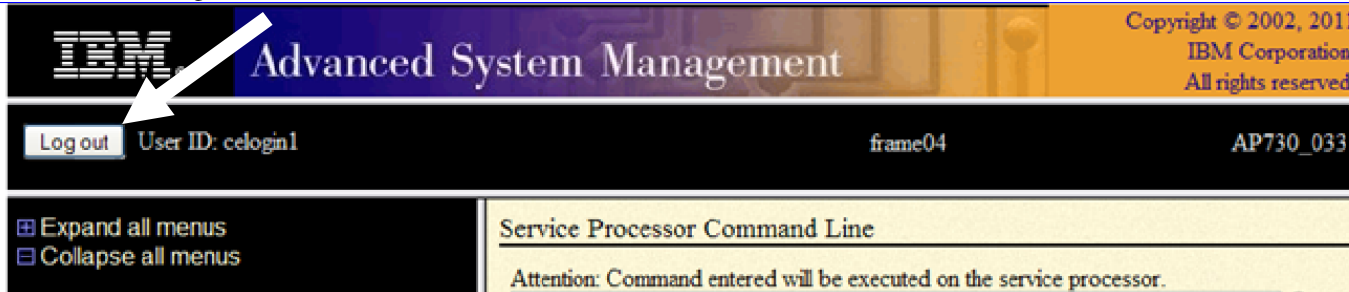 IBM.
Advanced System Management
Copyright © 2002, 2011
IBM Corporation
All rights reserved
Log out User ID: celogin1 frame04 AP730_033
Expand all menus
Collapse all menus
Service Processor Command Line
Attention: Command entered will be executed on the service processor.